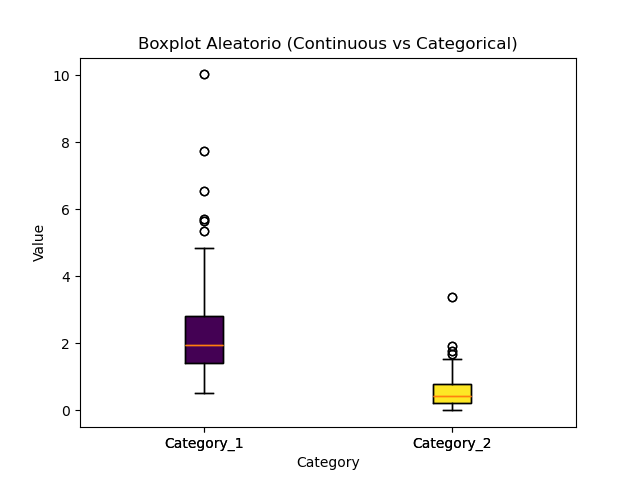 Boxplot Aleatorio (Continuous vs Categorical)
10
8
6
4
2
0
Value
Category_1
Category_2
Category